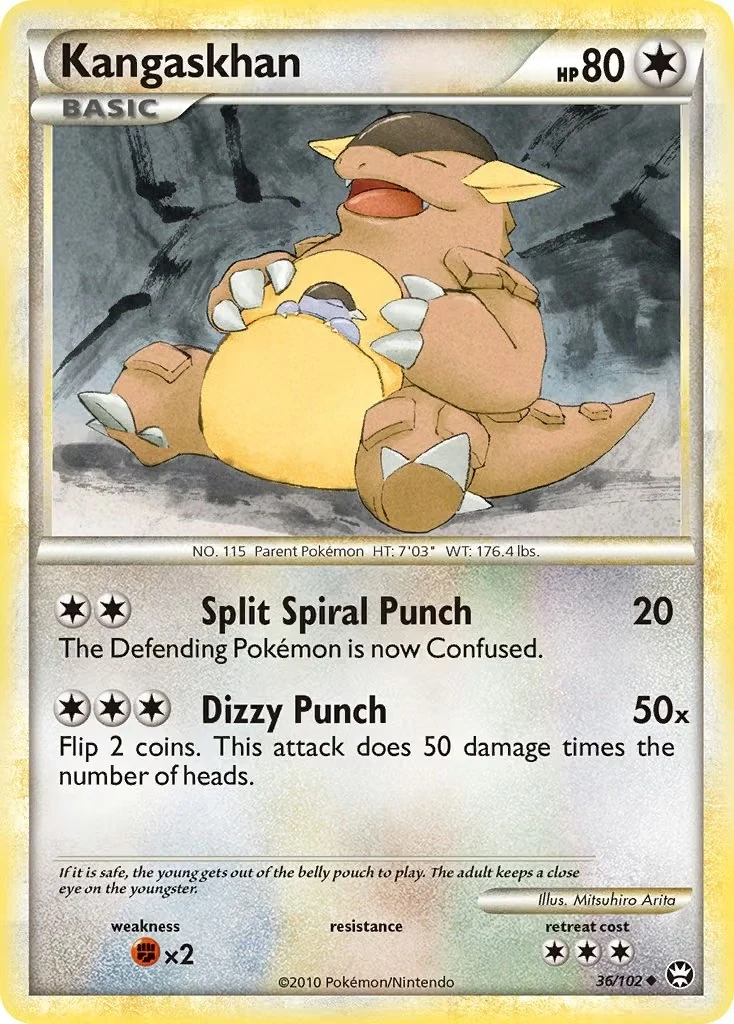 Kangaskhan
HP 80
BASIC
NO. 115 Parent Pokémon HT: 7'03" WT: 176.4 lbs.
Split Spiral Punch 20
The Defending Pokémon is now Confused.
Dizzy Punch 50x
Flip 2 coins. This attack does 50 damage times the
number of heads.
If it is safe, the young gets out of the belly pouch to play. The adult keeps a close
eye on the youngster.
Illus. Mitsuhiro Arita
weakness resistance retreat cost
x2
©2010 Pokémon/Nintendo
36/102